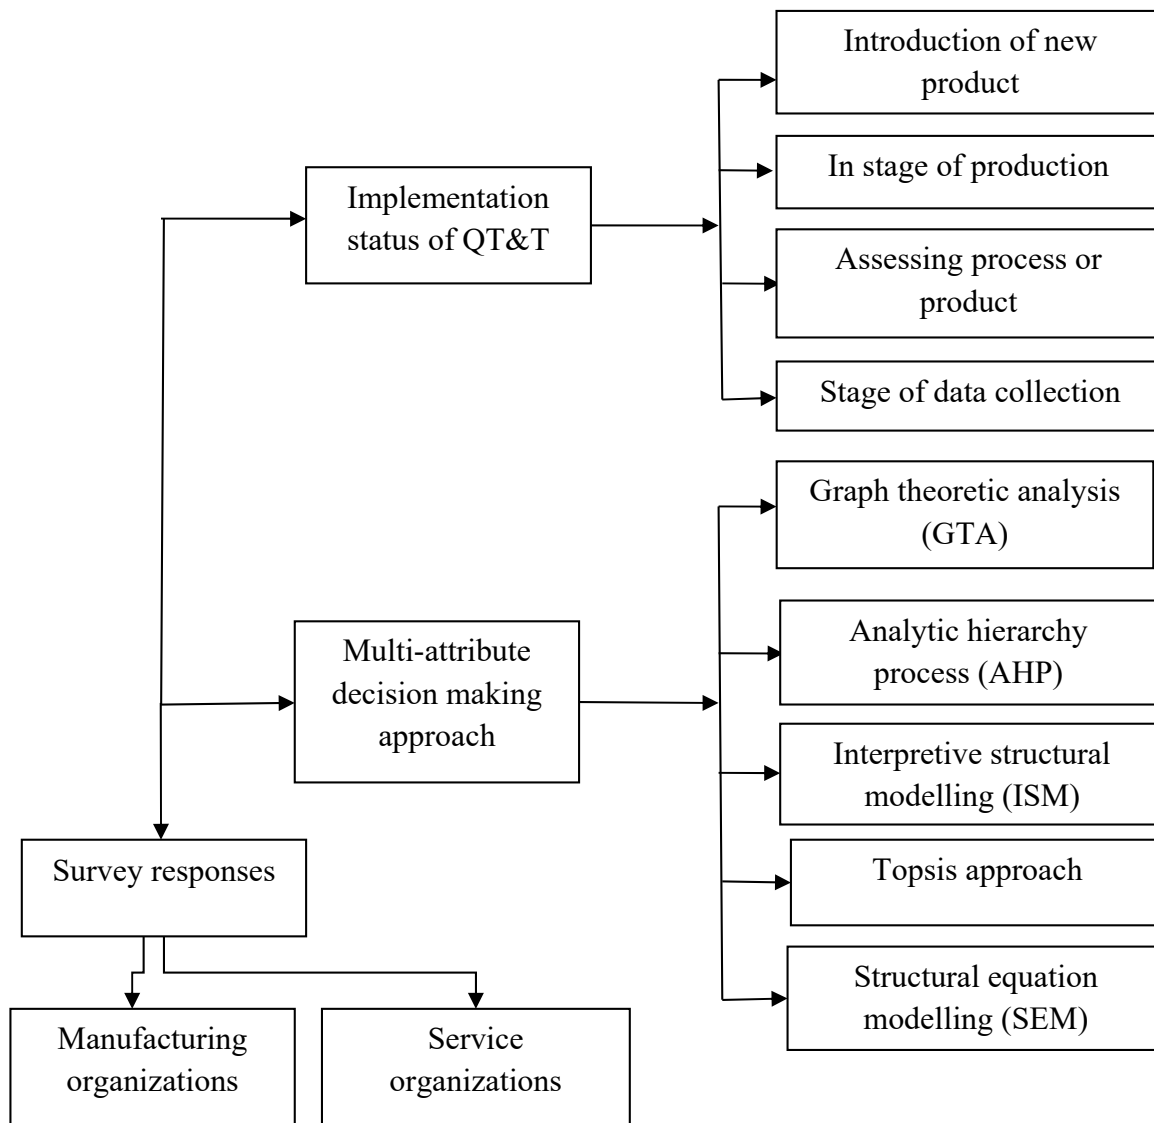 Introduction of new
product
In stage of production
Implementation
status of QT&T
Assessing process or
product
Stage of data collection
Graph theoretic analysis
(GTA)
Multi-attribute
decision making
approach
Analytic hierarchy
process (AHP)
Interpretive structural
modelling (ISM)
Survey responses
Topsis approach
Structural equation
modelling (SEM)
Manufacturing
organizations
Service
organizations